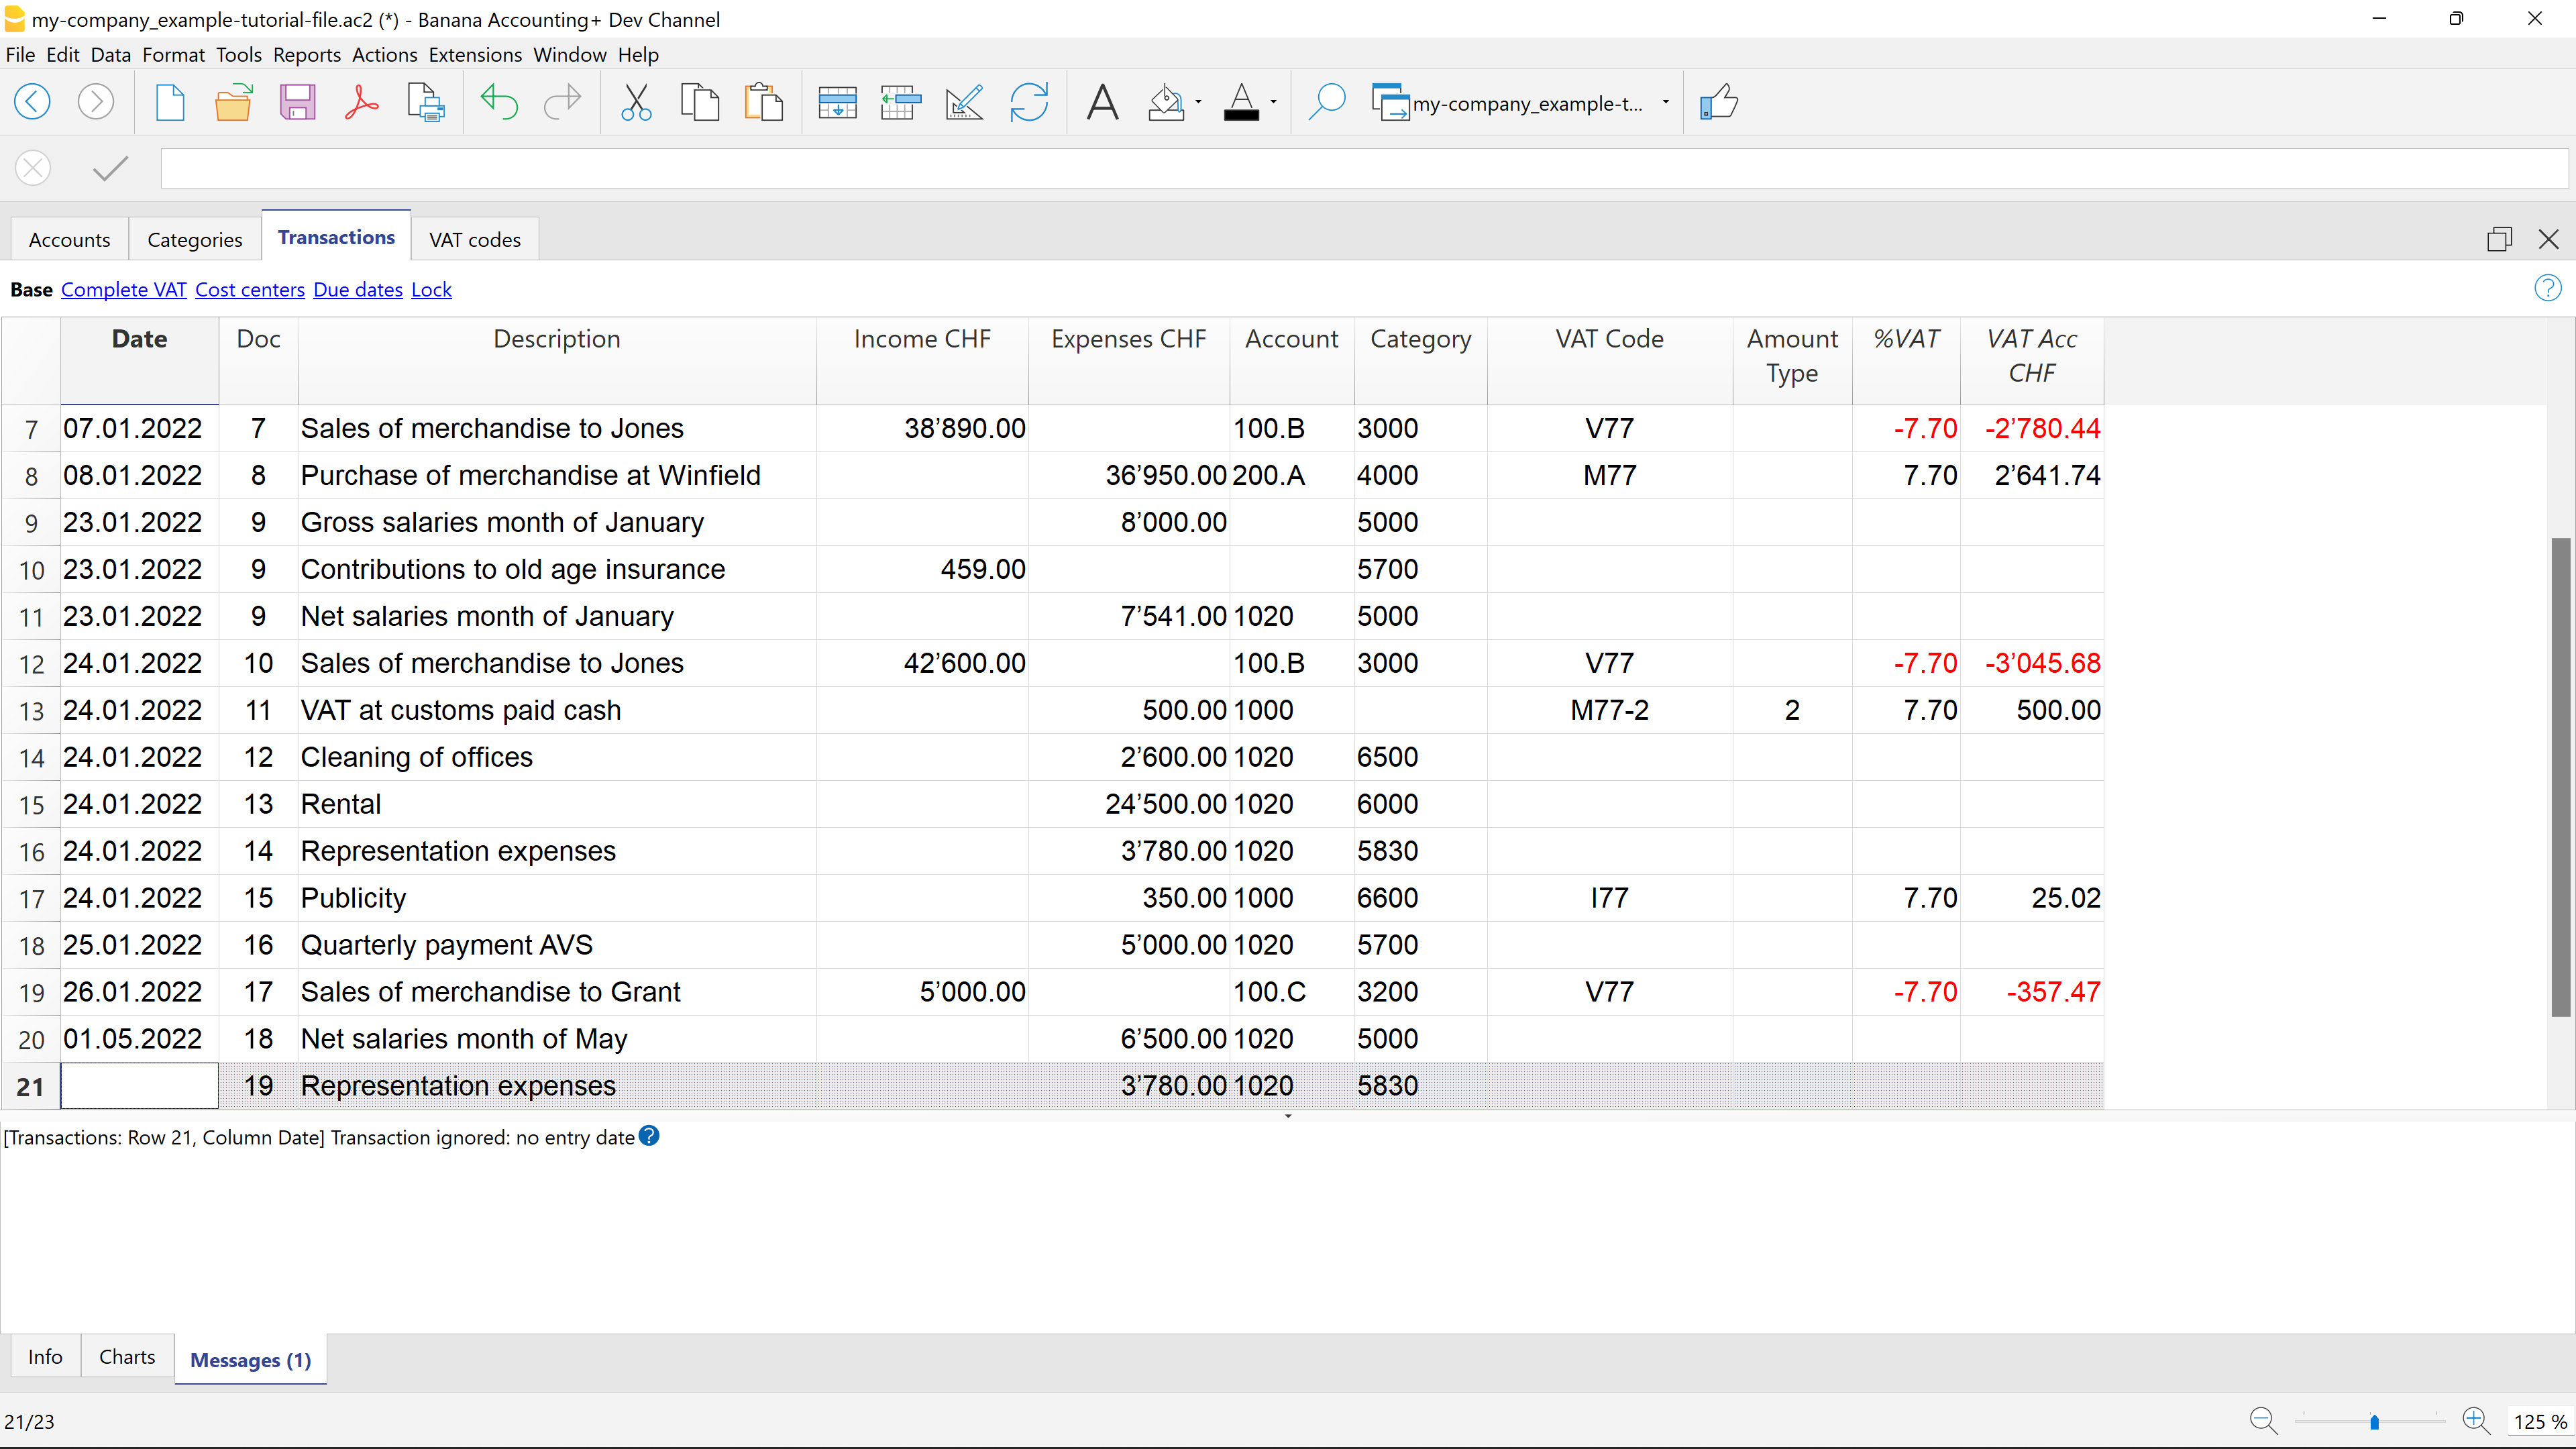 my-company_example-tutorial-file.ac2 (*) - Banana Accounting+ Dev Channel
File Edit Data Format Tools Reports Actions Extensions Window Help
my-company_example-t...
Accounts Categories Transactions VAT codes
Base Complete VAT Cost centers Due dates Lock
Date Doc Description Income CHF Expenses CHF Account Category VAT Code Amount Type %VAT VAT Acc CHF
7 07.01.2022 7 Sales of merchandise to Jones 38’890.00 100.B 3000 V77 -7.70 -2’780.44
8 08.01.2022 8 Purchase of merchandise at Winfield 36’950.00 200.A 4000 M77 7.70 2’641.74
9 23.01.2022 9 Gross salaries month of January 8’000.00 5000
10 23.01.2022 9 Contributions to old age insurance 459.00 5700
11 23.01.2022 9 Net salaries month of January 7’541.00 1020 5000
12 24.01.2022 10 Sales of merchandise to Jones 42’600.00 100.B 3000 V77 -7.70 -3’045.68
13 24.01.2022 11 VAT at customs paid cash 500.00 1000 M77-2 2 7.70 500.00
14 24.01.2022 12 Cleaning of offices 2’600.00 1020 6500
15 24.01.2022 13 Rental 24’500.00 1020 6000
16 24.01.2022 14 Representation expenses 3’780.00 1020 5830
17 24.01.2022 15 Publicity 350.00 1000 6600 I77 7.70 25.02
18 25.01.2022 16 Quarterly payment AVS 5’000.00 1020 5700
19 26.01.2022 17 Sales of merchandise to Grant 5’000.00 100.C 3200 V77 -7.70 -357.47
20 01.05.2022 18 Net salaries month of May 6’500.00 1020 5000
21 19 Representation expenses 3’780.00 1020 5830
[Transactions: Row 21, Column Date] Transaction ignored: no entry date ?
Info Charts Messages (1)
21/23 125 %